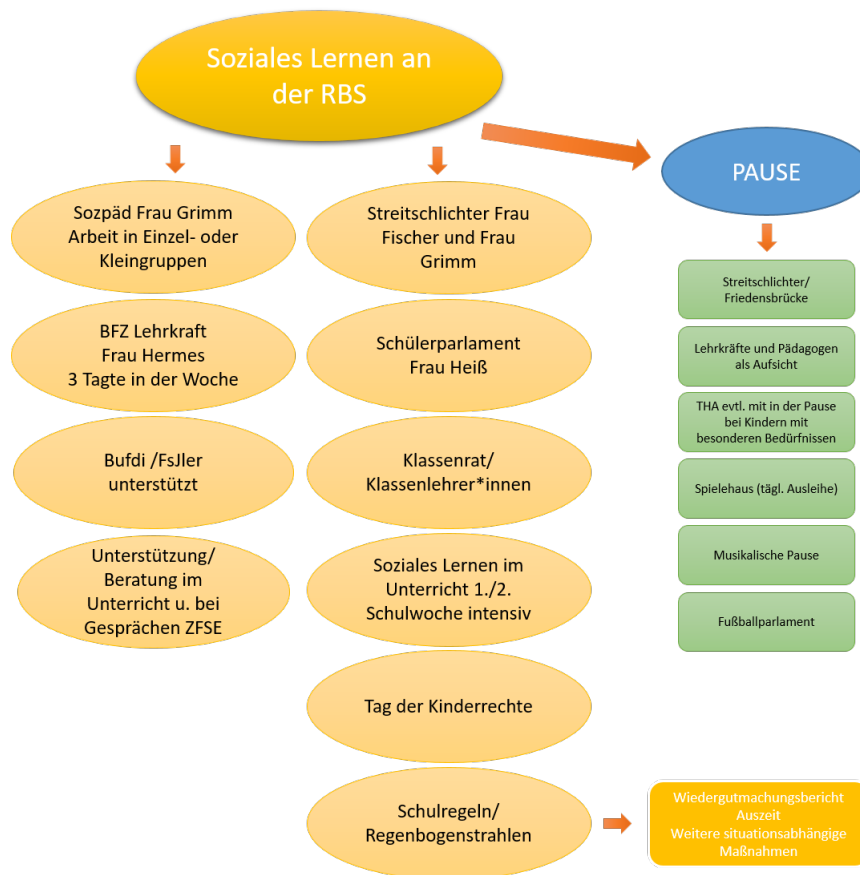 Soziales Lernen an
der RBS
PAUSE
Sozpäd Frau Grimm
Arbeit in Einzel- oder
Kleingruppen
BFZ Lehrkraft
Frau Hermes
3 Tagte in der Woche
Bufdi /FsJler
unterstützt
Unterstützung/
Beratung im
Unterricht u. bei
Gesprächen ZFSE
Streitschlichter Frau
Fischer und Frau
Grimm
Schülerparlament
Frau Heiß
Klassenrat/
Klassenlehrer*innen
Soziales Lernen im
Unterricht 1./2.
Schulwoche intensiv
Tag der Kinderrechte
Schulregeln/
Regenbogenstrahlen
Wiedergutmachungsbericht
Auszeit
Weitere situationsabhängige
Maßnahmen
Streitschlichter/
Friedensbrücke
Lehrkräfte und Pädagogen
als Aufsicht
THA evtl. mit in der Pause
bei Kindern mit
besonderen Bedürfnissen
Spielehaus (tägl. Ausleihe)
Musikalische Pause
Fußballparlament